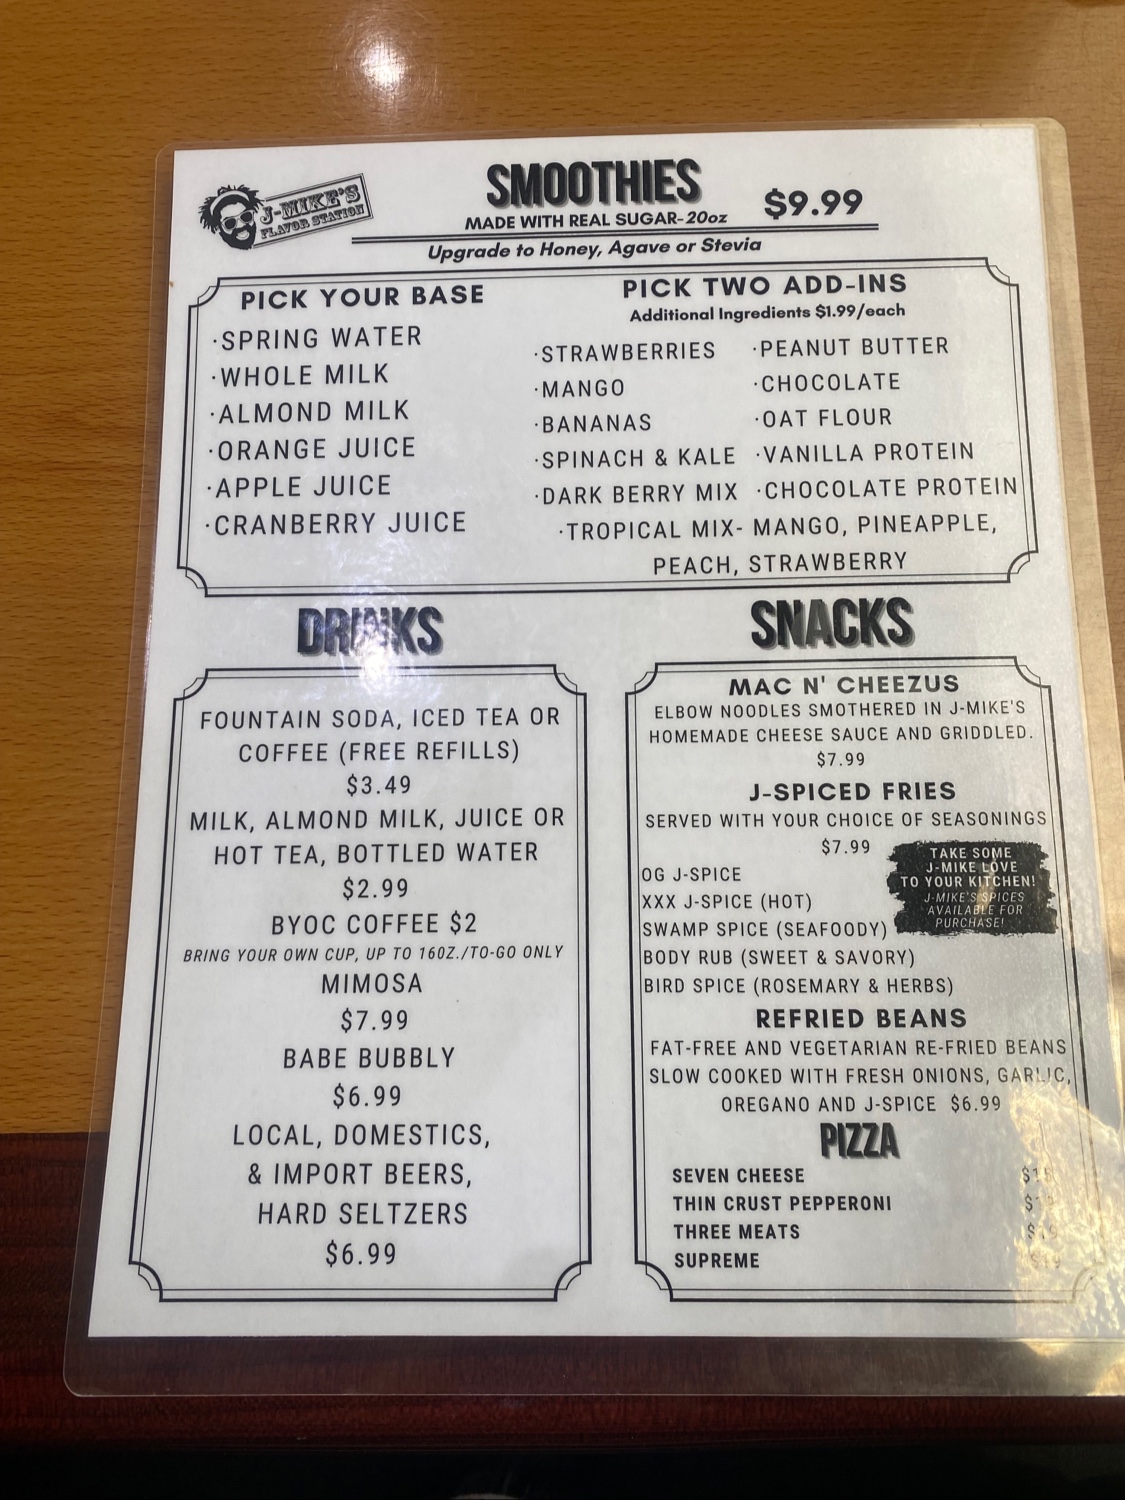 J-MIKE'S
FLAVOR STATION
SMOOTHIES
MADE WITH REAL SUGAR-20oz
$9.99
Upgrade to Honey, Agave or Stevia
PICK YOUR BASE
·SPRING WATER
·WHOLE MILK
·ALMOND MILK
·ORANGE JUICE
·APPLE JUICE
·CRANBERRY JUICE
PICK TWO ADD-INS
Additional Ingredients $1.99/each
·STRAWBERRIES
·MANGO
·BANANAS
·SPINACH & KALE
·DARK BERRY MIX
·PEANUT BUTTER
·CHOCOLATE
·OAT FLOUR
·VANILLA PROTEIN
·CHOCOLATE PROTEIN
·TROPICAL MIX- MANGO, PINEAPPLE,
PEACH, STRAWBERRY
DRINKS
FOUNTAIN SODA, ICED TEA OR
COFFEE (FREE REFILLS)
$3.49
MILK, ALMOND MILK, JUICE OR
HOT TEA, BOTTLED WATER
$2.99
BYOC COFFEE $2
BRING YOUR OWN CUP, UP TO 16OZ./TO-GO ONLY
MIMOSA
$7.99
BABE BUBBLY
$6.99
LOCAL, DOMESTICS,
& IMPORT BEERS,
HARD SELTZERS
$6.99
SNACKS
MAC N' CHEEZUS
ELBOW NOODLES SMOTHERED IN J-MIKE'S
HOMEMADE CHEESE SAUCE AND GRIDDLED.
$7.99
J-SPICED FRIES
SERVED WITH YOUR CHOICE OF SEASONINGS
$7.99
OG J-SPICE
XXX J-SPICE (HOT)
SWAMP SPICE (SEAFOODY)
BODY RUB (SWEET & SAVORY)
BIRD SPICE (ROSEMARY & HERBS)
TAKE SOME
J-MIKE LOVE
TO YOUR KITCHEN!
J-MIKE'S SPICES
AVAILABLE FOR
PURCHASE!
REFRIED BEANS
FAT-FREE AND VEGETARIAN RE-FRIED BEANS
SLOW COOKED WITH FRESH ONIONS, GARLIC,
OREGANO AND J-SPICE $6.99
PIZZA
SEVEN CHEESE
THIN CRUST PEPPERONI
THREE MEATS $19
SUPREME $19